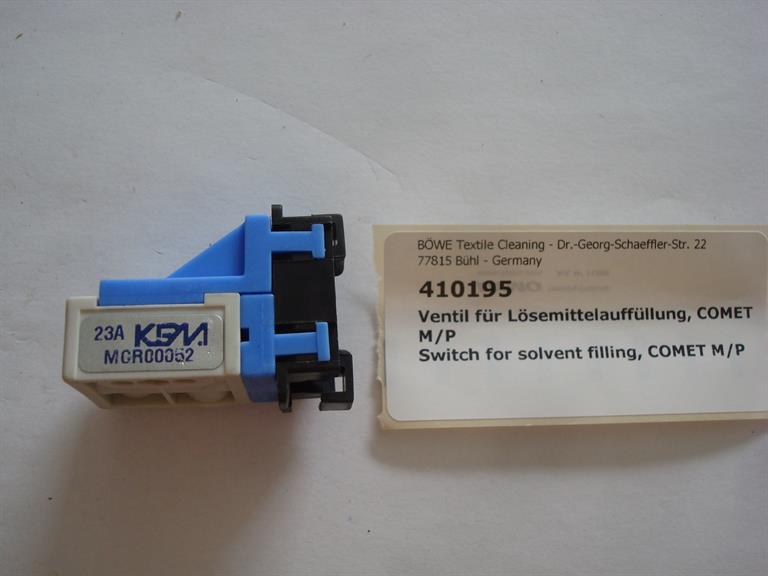 BÖWE Textile Cleaning - Dr.-Georg-Schaeffler-Str. 22
77815 Bühl - Germany
410195
Ventil für Lösemittelauffüllung, COMET
M/P
Switch for solvent filling, COMET M/P
23A KGM
MCR00052